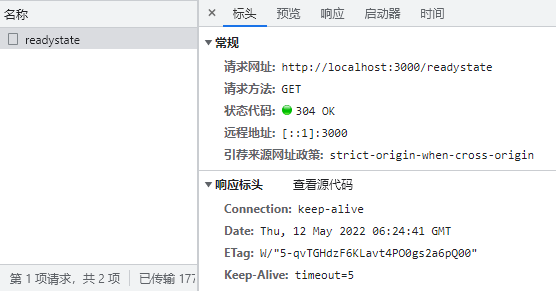 名称
readystate
第 1 项请求，共 2 项
已传输 177
× 标头 预览 响应 启动器 时间
常规
请求网址: http://localhost:3000/readystate
请求方法: GET
状态代码: 304 OK
远程地址: [::1]:3000
引荐来源网址政策: strict-origin-when-cross-origin
响应标头 查看源代码
Connection: keep-alive
Date: Thu, 12 May 2022 06:24:41 GMT
ETag: W/"5-qvTGHdzF6KLavt4PO0gs2a6pQ00"
Keep-Alive: timeout=5